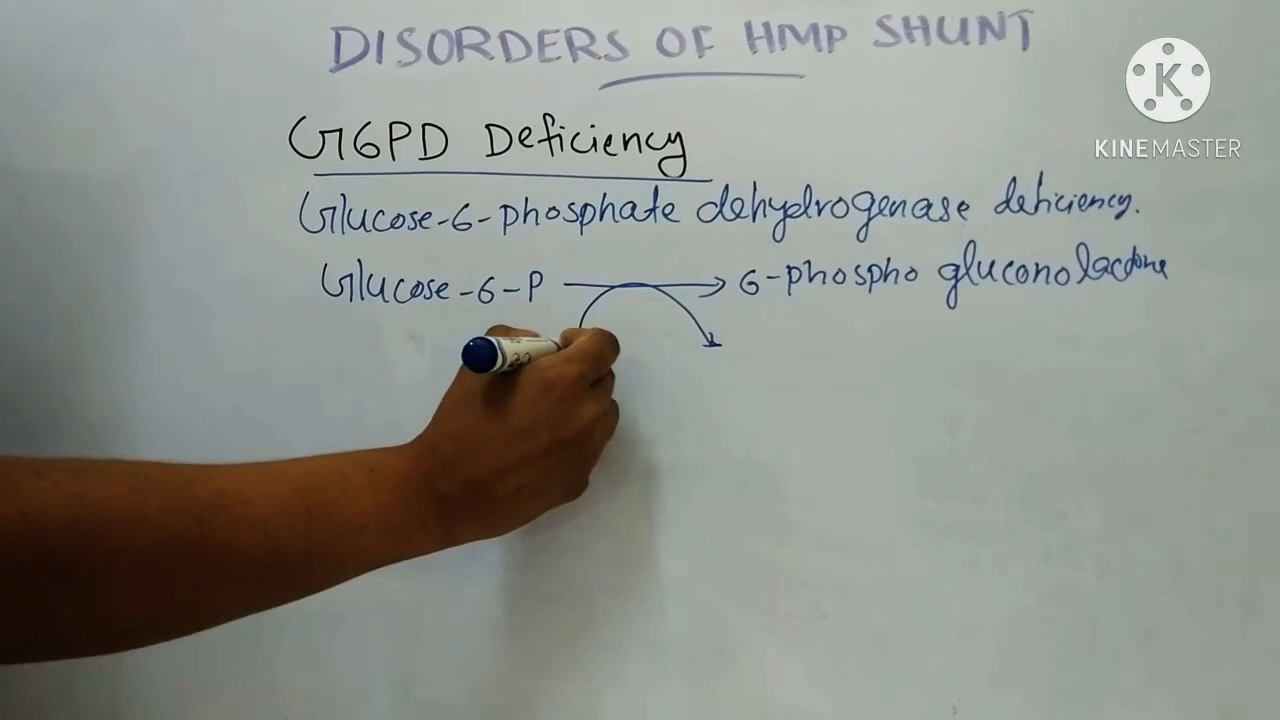 DISORDERS OF HMP SHUNT
K
KINEMASTER
G6PD Deficiency
Glucose-6-phosphate dehydrogenase deficiency.
Glucose-6-P → 6-phospho gluconolactone